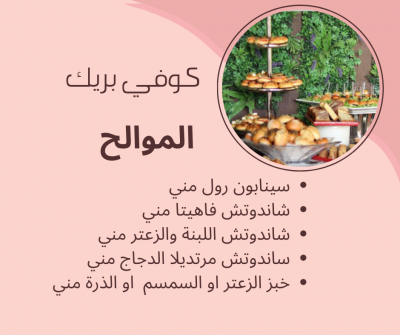 كوفي بريك
الموالح
سينابون رول مني
شاندوتش فاهيتا مني
شاندوتش اللبنة والزعتر مني
ساندوتش مرتديلا الدجاج مني
خبز الزعتر او السمسم او الذرة مني